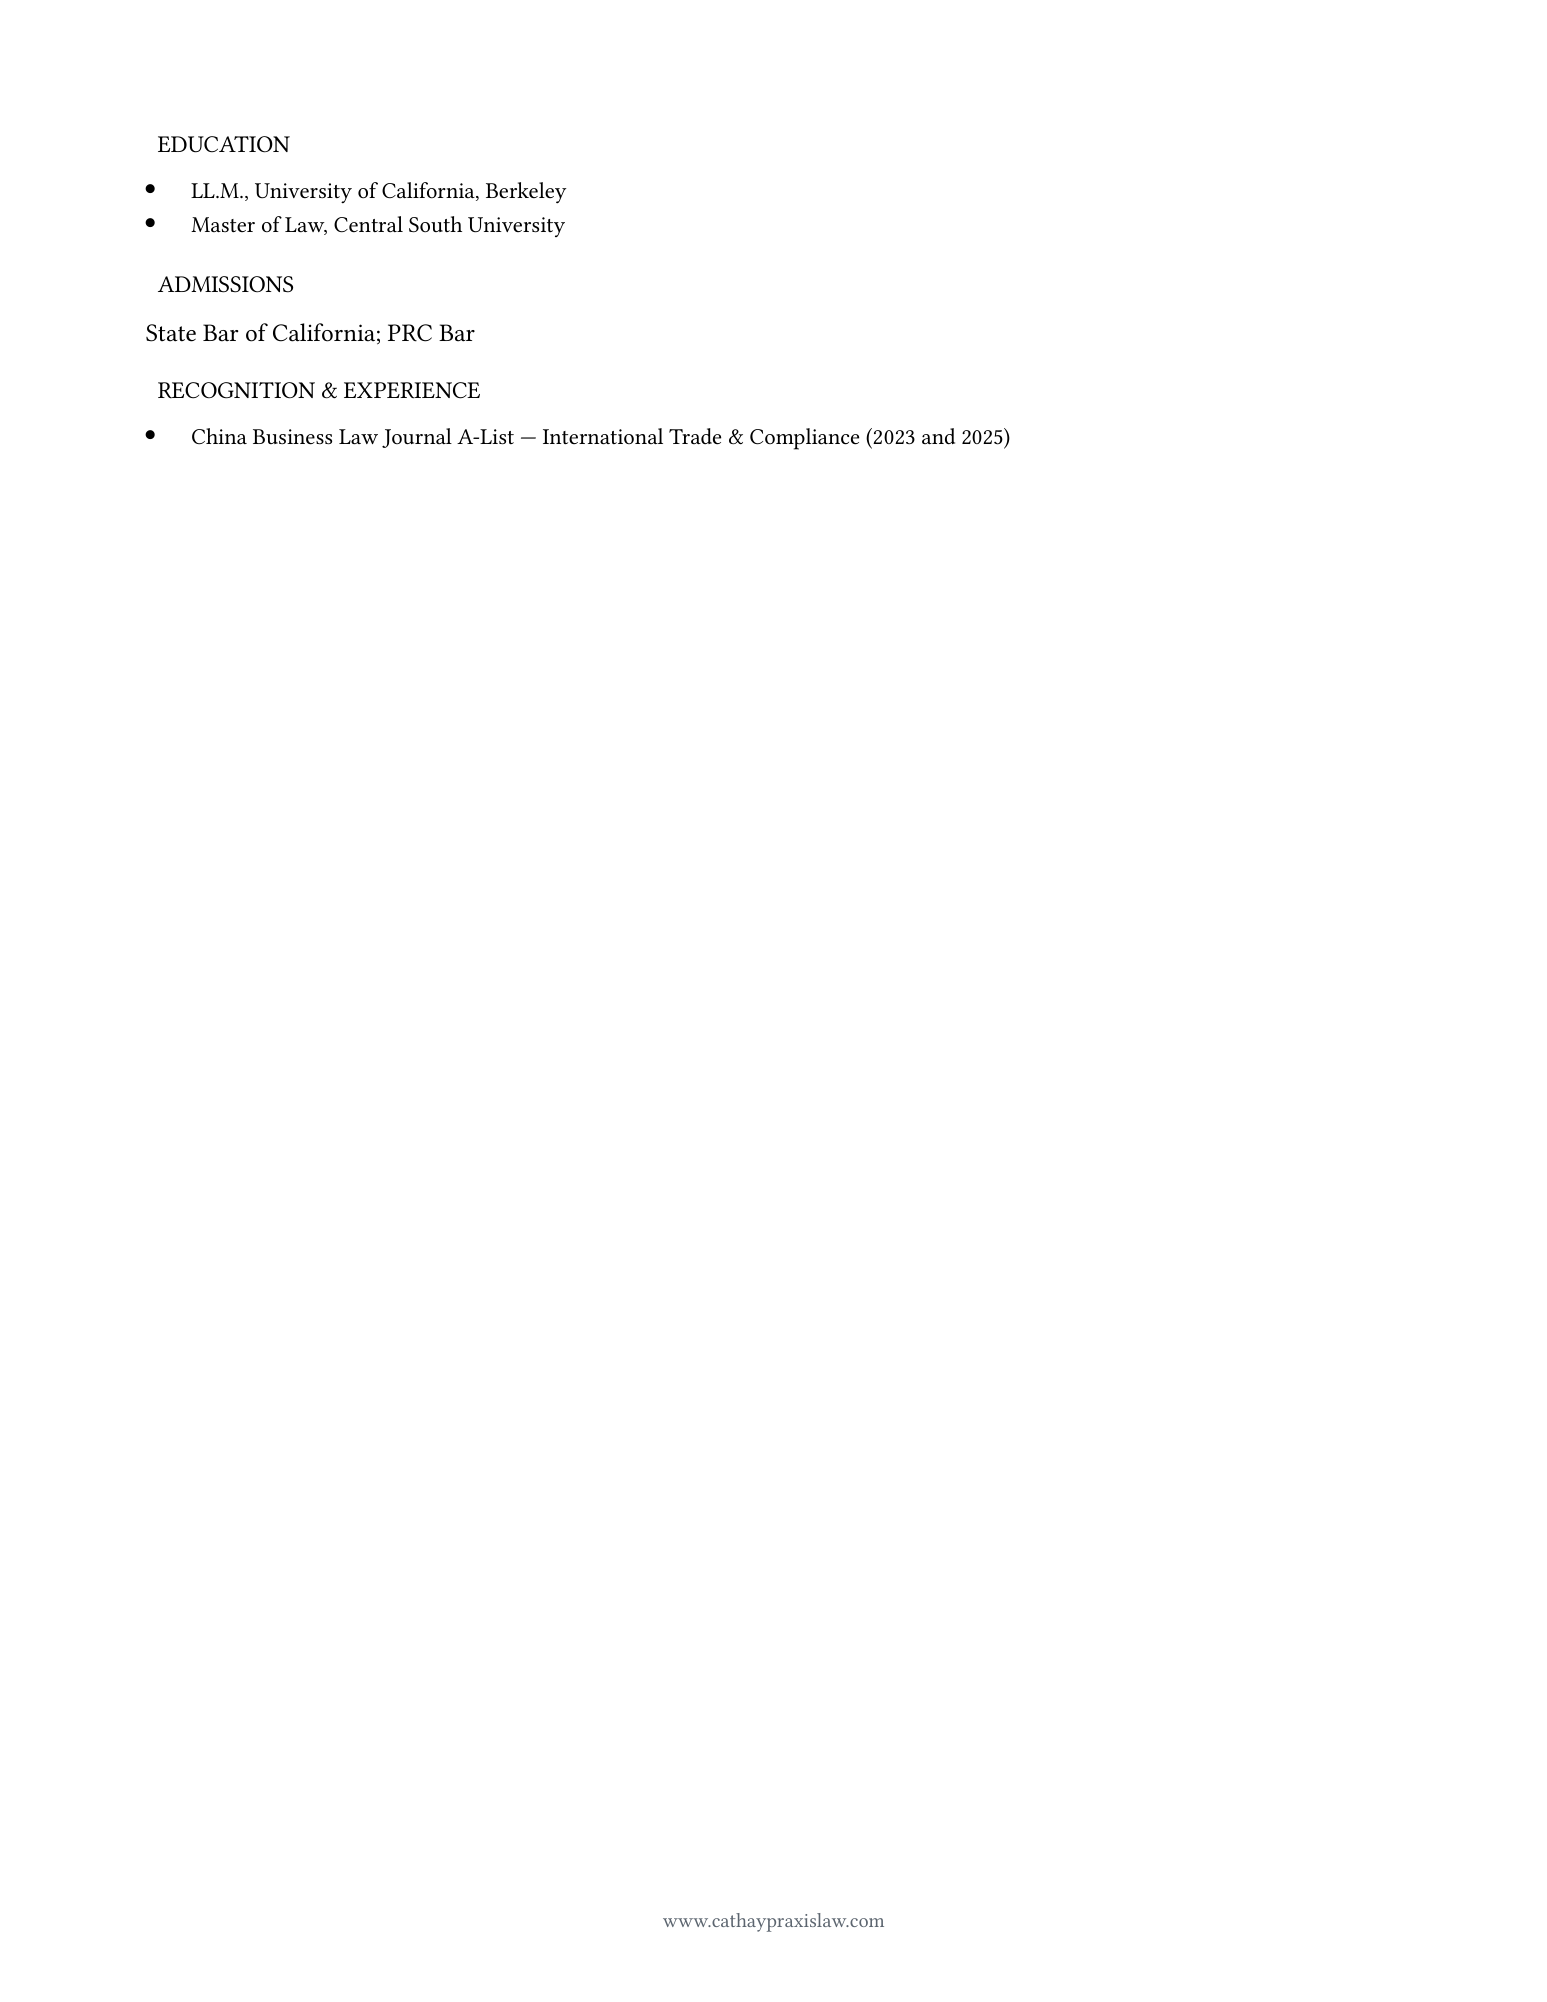 EDUCATION
• LL.M., University of California, Berkeley
• Master of Law, Central South University
ADMISSIONS
State Bar of California; PRC Bar
RECOGNITION & EXPERIENCE
• China Business Law Journal A-List — International Trade & Compliance (2023 and 2025)
www.cathaypraxislaw.com